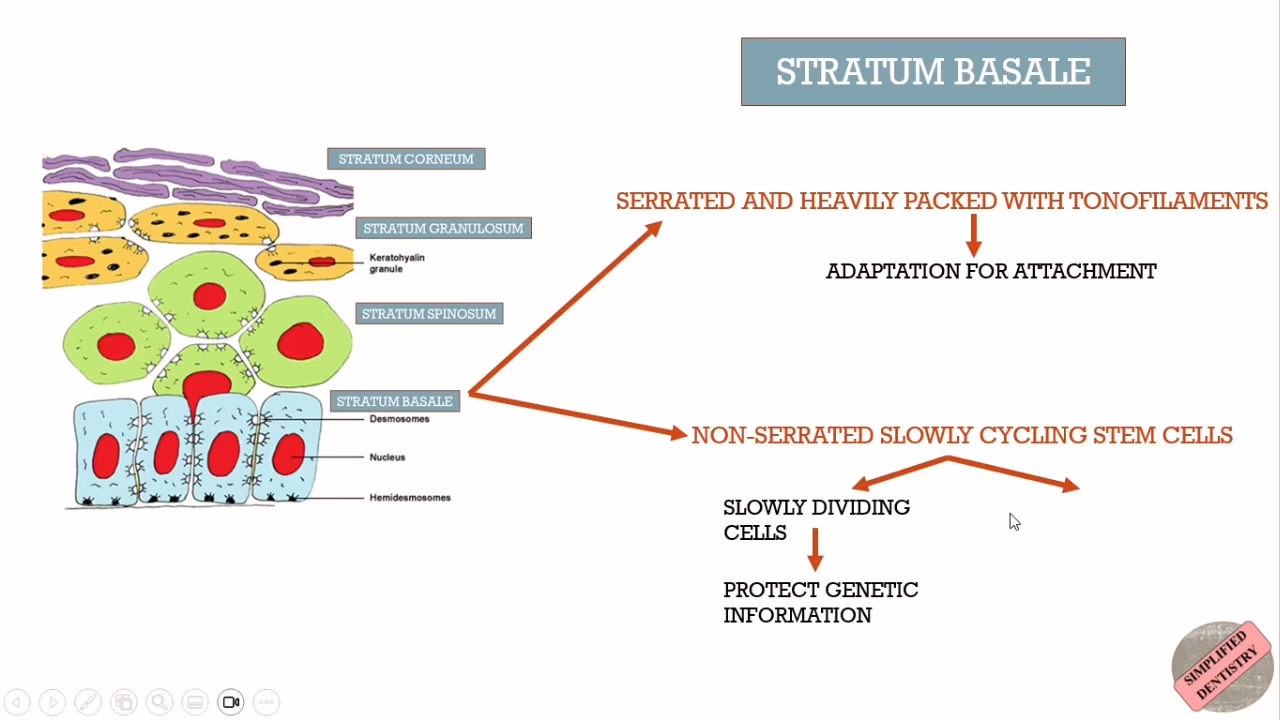 STRATUM BASALE
STRATUM CORNEUM
STRATUM GRANULOSUM
Keratohyalin
granule
STRATUM SPINOSUM
STRATUM BASALE
Desmosomes
Nucleus
Hemidesmosomes
SERRATED AND HEAVILY PACKED WITH TONOFILAMENTS
ADAPTATION FOR ATTACHMENT
NON-SERRATED SLOWLY CYCLING STEM CELLS
SLOWLY DIVIDING
CELLS
PROTECT GENETIC
INFORMATION
SIMPLIFIED
DENTISTRY